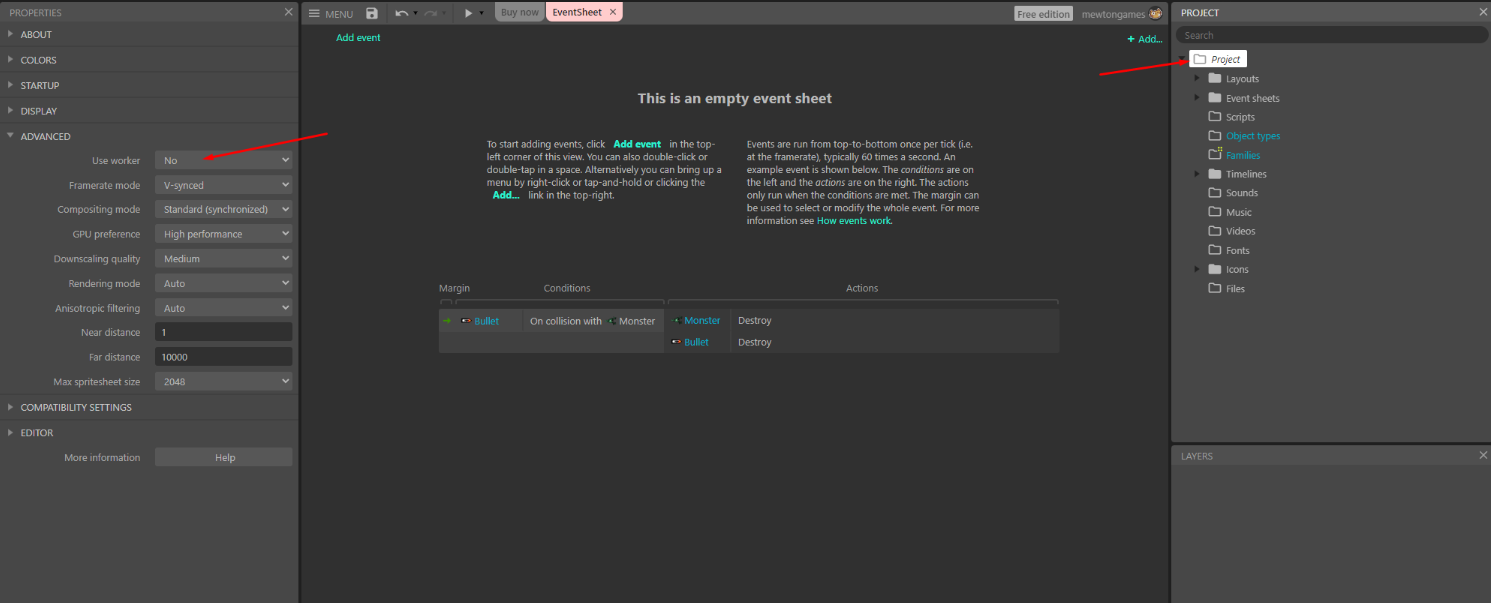 PROPERTIES
ABOUT
COLORS
STARTUP
DISPLAY
ADVANCED
Use worker No
Framerate mode V-synced
Compositing mode Standard (synchronized)
GPU preference High performance
Downscaling quality Medium
Rendering mode Auto
Anisotropic filtering Auto
Near distance 1
Far distance 10000
Max spritesheet size 2048
COMPATIBILITY SETTINGS
EDITOR
More information Help
MENU Buy now EventSheet Free edition mewtongames
Add event + Add...
This is an empty event sheet
To start adding events, click Add event in the top-
left corner of this view. You can also double-click or
double-tap in a space. Alternatively you can bring up a
menu by right-click or tap-and-hold or clicking the
Add... link in the top-right.
Events are run from top-to-bottom once per tick (i.e.
at the framerate), typically 60 times a second. An
example event is shown below. The conditions are on
the left and the actions are on the right. The actions
only run when the conditions are met. The margin can
be used to select or modify the whole event. For more
information see How events work.
Margin Conditions Actions
Bullet On collision with Monster Monster Destroy
Bullet Destroy
PROJECT
Search
Project
Layouts
Event sheets
Scripts
Object types
Families
Timelines
Sounds
Music
Videos
Fonts
Icons
Files
LAYERS